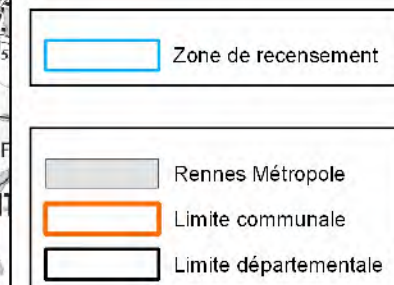 Zone de recensement
Rennes Métropole
Limite communale
Limite départementale